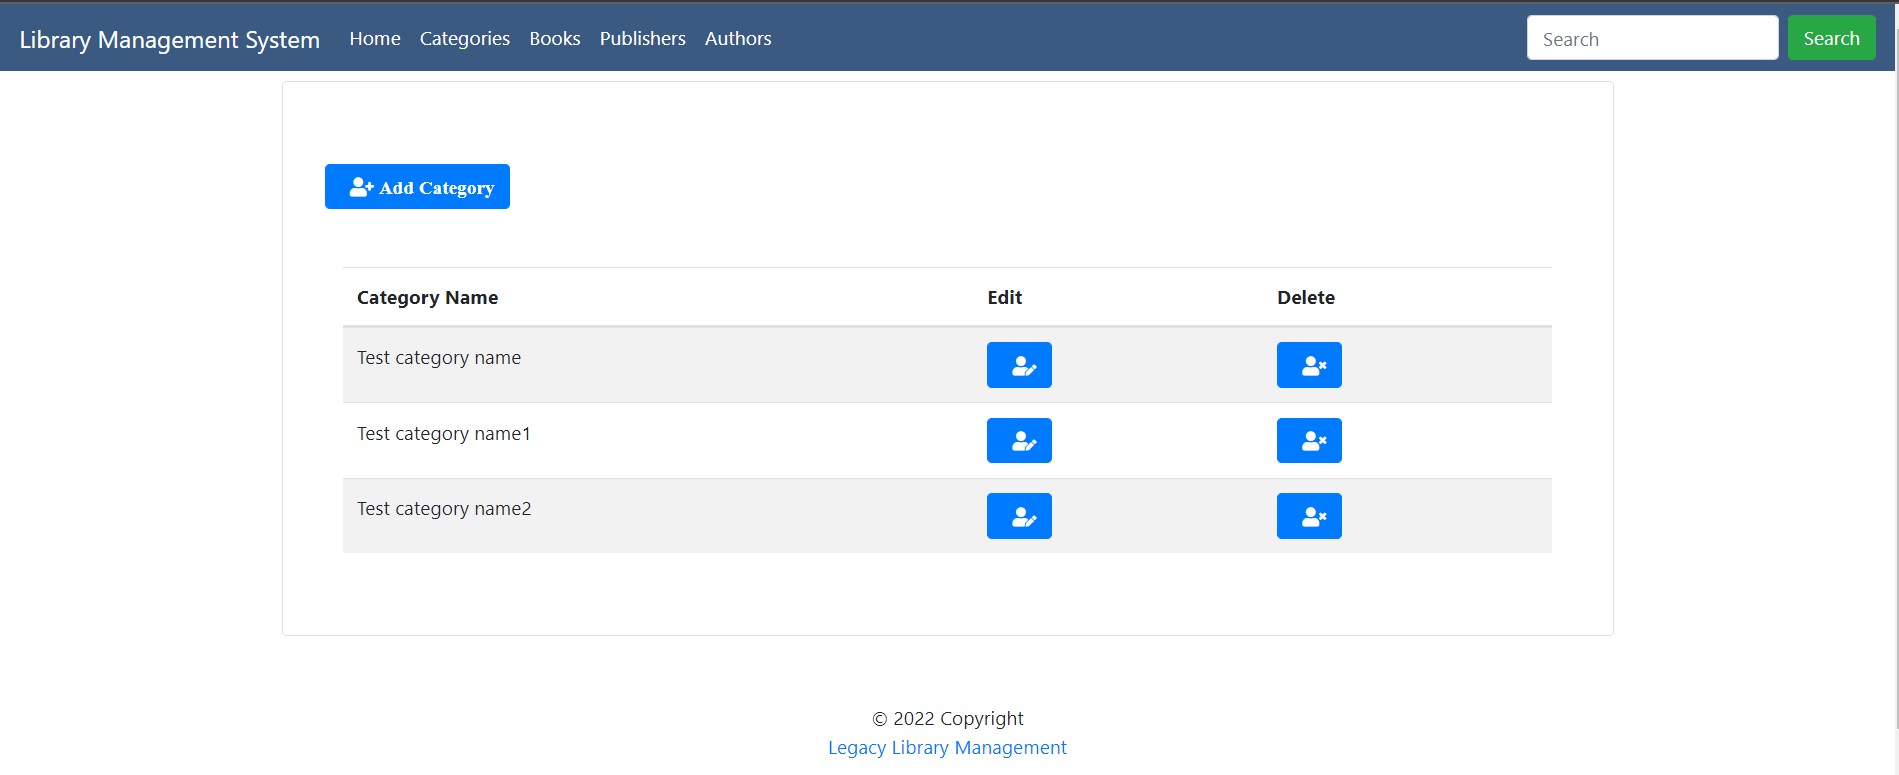 Library Management System Home Categories Books Publishers Authors Search Search
Add Category
Category Name Edit Delete
Test category name
Test category name1
Test category name2
© 2022 Copyright
Legacy Library Management